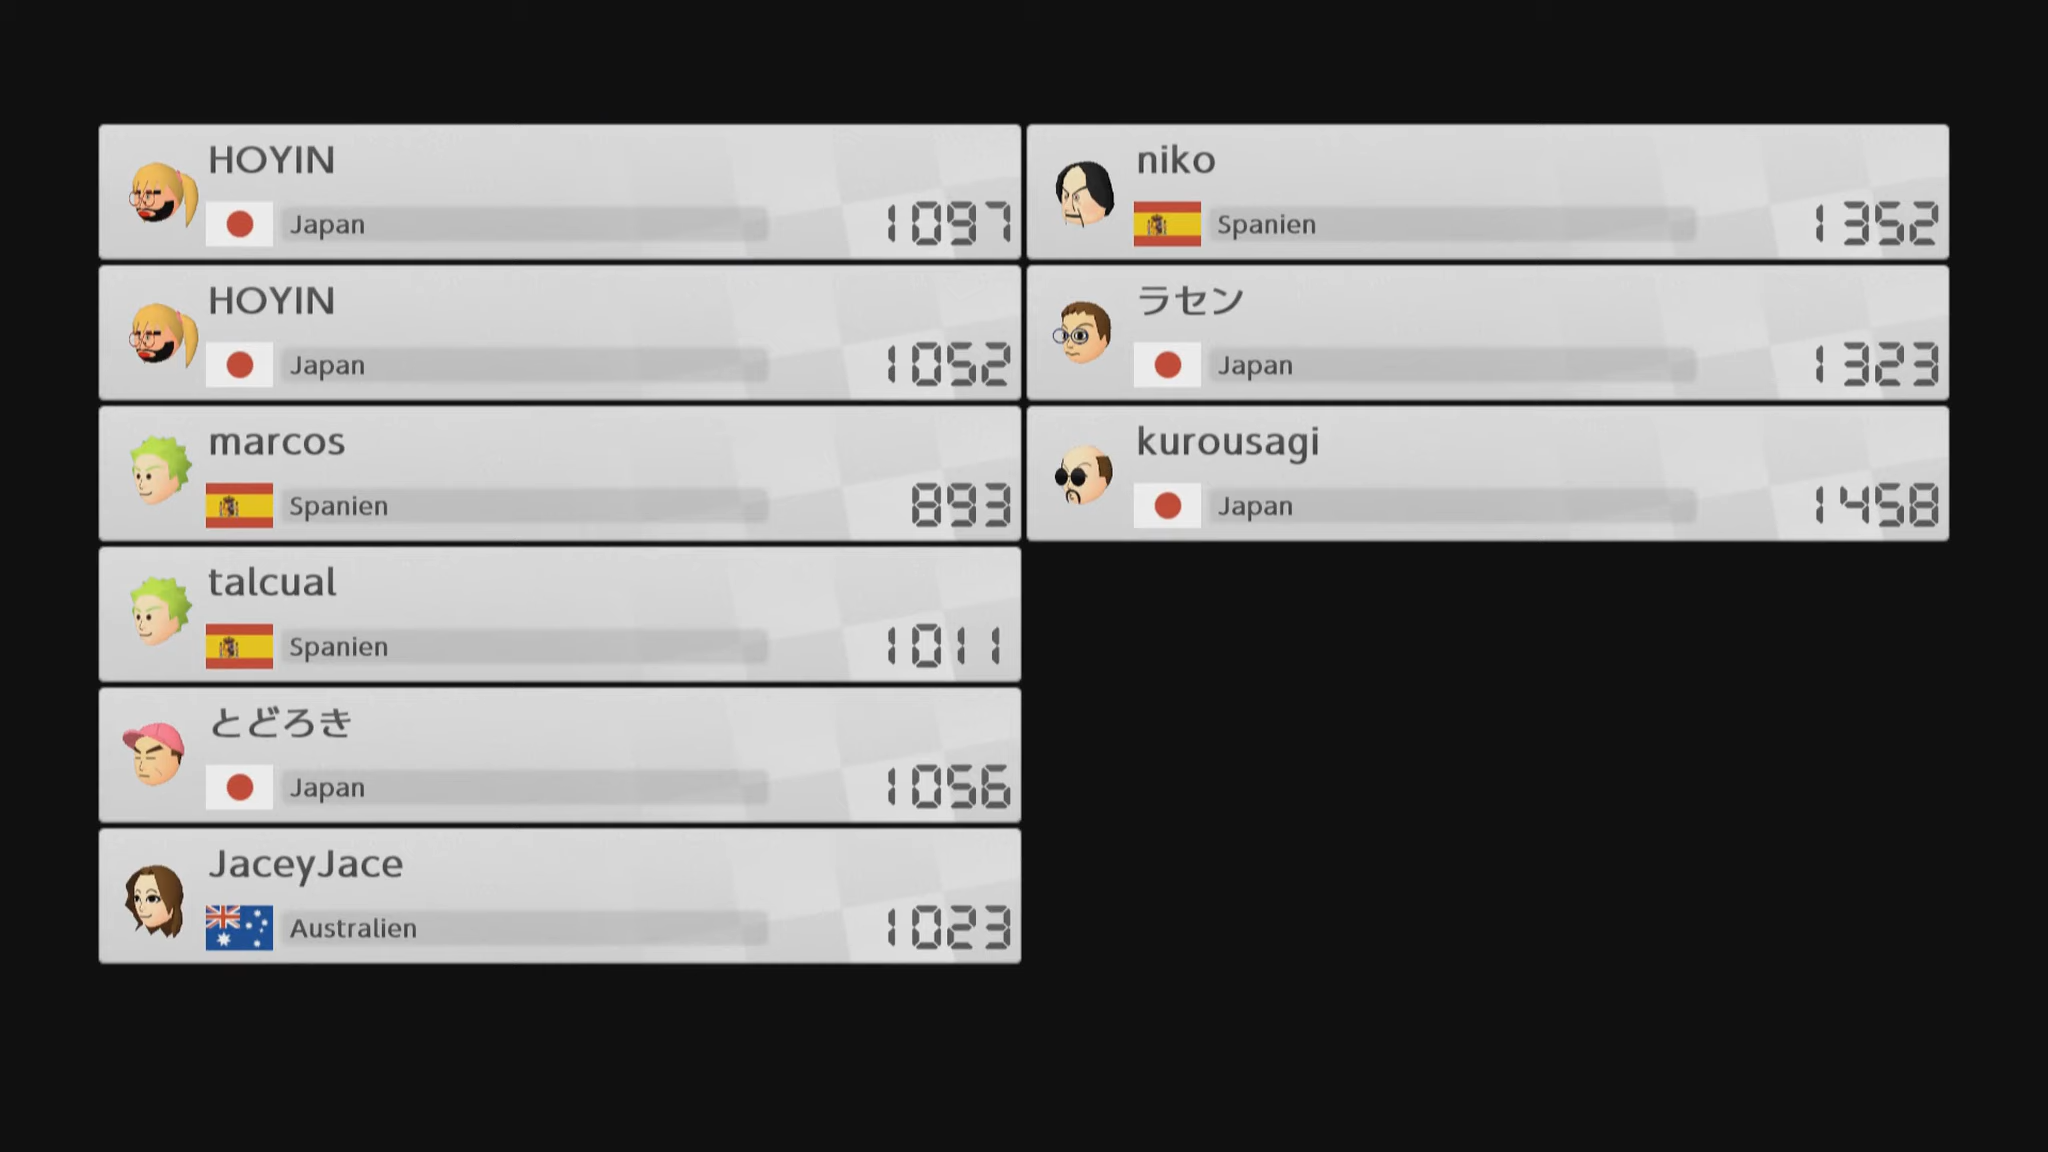 HOYIN
Japan 1097
HOYIN
Japan 1052
marcos
Spanien 893
talcual
Spanien 1011
とどろき
Japan 1056
JaceyJace
Australien 1023
niko
Spanien 1352
ラセン
Japan 1323
kurousagi
Japan 1458